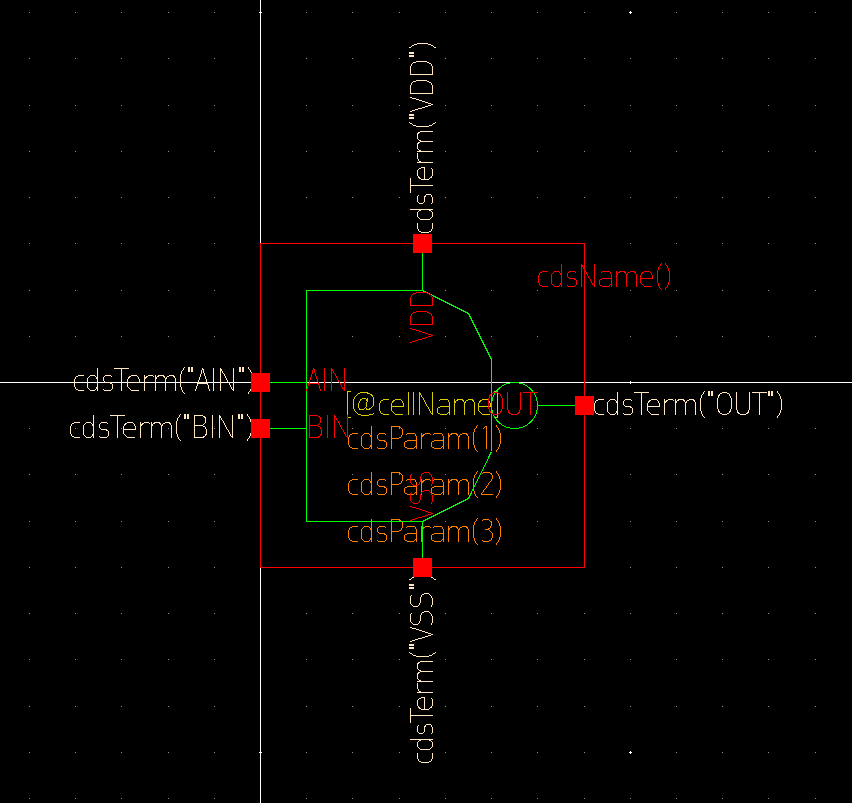 cdsTerm("VDD")
cdsName()
VDD
cdsTerm("AIN")
AIN
[@cellName]
OUT
cdsTerm("OUT")
cdsTerm("BIN")
BIN
cdsParam(1)
cdsParam(2)
VSS
cdsParam(3)
cdsTerm("VSS")